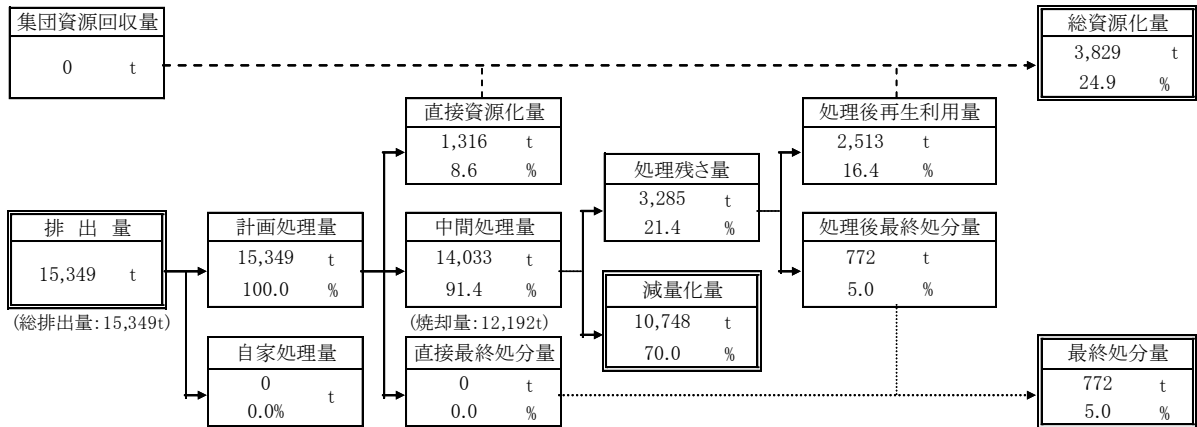 集団資源回収量
0 t
総資源化量
3,829 t
24.9 %
直接資源化量
1,316 t
8.6 %
処理後再生利用量
2,513 t
16.4 %
処理残さ量
3,285 t
21.4 %
排 出 量
15,349 t
(総排出量:15,349t)
計画処理量
15,349 t
100.0 %
中間処理量
14,033 t
91.4 %
(焼却量:12,192t)
処理後最終処分量
772 t
5.0 %
減量化量
10,748 t
70.0 %
自家処理量
0 t
0.0%
直接最終処分量
0 t
0.0 %
最終処分量
772 t
5.0 %